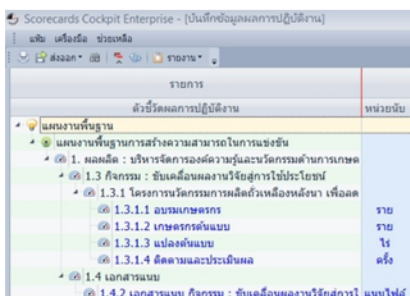 Scorecards Cockpit Enterprise - [บันทึกข้อมูลผลการปฏิบัติงาน]
แฟ้ม เครื่องมือ ช่วยเหลือ
ส่งออก รายงาน
รายการ
ตัวชี้วัดผลการปฏิบัติงาน หน่วยนับ
แผนงานพื้นฐาน
แผนงานพื้นฐานการสร้างความสามารถในการแข่งขัน
1. ผลผลิต : บริหารจัดการองค์ความรู้และนวัตกรรมด้านการเกษต
1.3 กิจกรรม : ขับเคลื่อนผลงานวิจัยสู่การใช้ประโยชน์
1.3.1 โครงการนวัตกรรมการผลิตถั่วเหลืองหลังนา เพื่อลด
1.3.1.1 อบรมเกษตรกร ราย
1.3.1.2 เกษตรกรต้นแบบ ราย
1.3.1.3 แปลงต้นแบบ ไร่
1.3.1.4 ติดตามและประเมินผล ครั้ง
1.4 เอกสารแนบ
1.4.2 เอกสารแนบ กิจกรรม : ขับเคลื่อนผลงานวิจัยสู่การใ แนบไฟล์